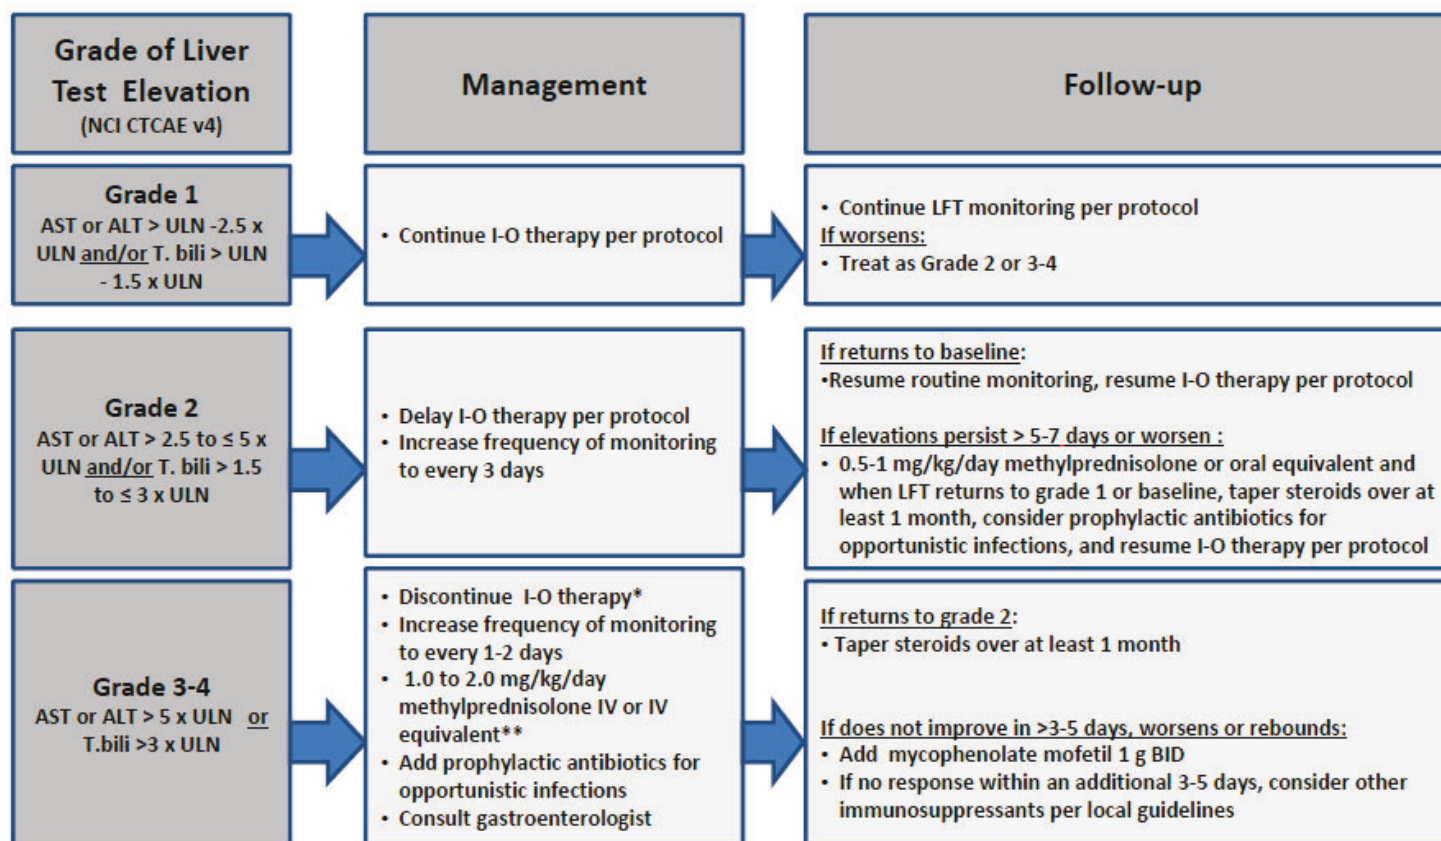 Grade of Liver
Test Elevation
(NCI CTCAE v4)
Management
Follow-up
Grade 1
AST or ALT > ULN -2.5 x
ULN and/or T. bili > ULN
- 1.5 x ULN
• Continue I-O therapy per protocol
• Continue LFT monitoring per protocol
If worsens:
• Treat as Grade 2 or 3-4
Grade 2
AST or ALT > 2.5 to ≤ 5 x
ULN and/or T. bili > 1.5
to ≤ 3 x ULN
• Delay I-O therapy per protocol
• Increase frequency of monitoring
to every 3 days
If returns to baseline:
•Resume routine monitoring, resume I-O therapy per protocol
If elevations persist > 5-7 days or worsen :
• 0.5-1 mg/kg/day methylprednisolone or oral equivalent and
when LFT returns to grade 1 or baseline, taper steroids over at
least 1 month, consider prophylactic antibiotics for
opportunistic infections, and resume I-O therapy per protocol
Grade 3-4
AST or ALT > 5 x ULN or
T.bili >3 x ULN
• Discontinue I-O therapy*
• Increase frequency of monitoring
to every 1-2 days
• 1.0 to 2.0 mg/kg/day
methylprednisolone IV or IV
equivalent**
• Add prophylactic antibiotics for
opportunistic infections
• Consult gastroenterologist
If returns to grade 2:
• Taper steroids over at least 1 month
If does not improve in >3-5 days, worsens or rebounds:
• Add mycophenolate mofetil 1 g BID
• If no response within an additional 3-5 days, consider other
immunosuppressants per local guidelines